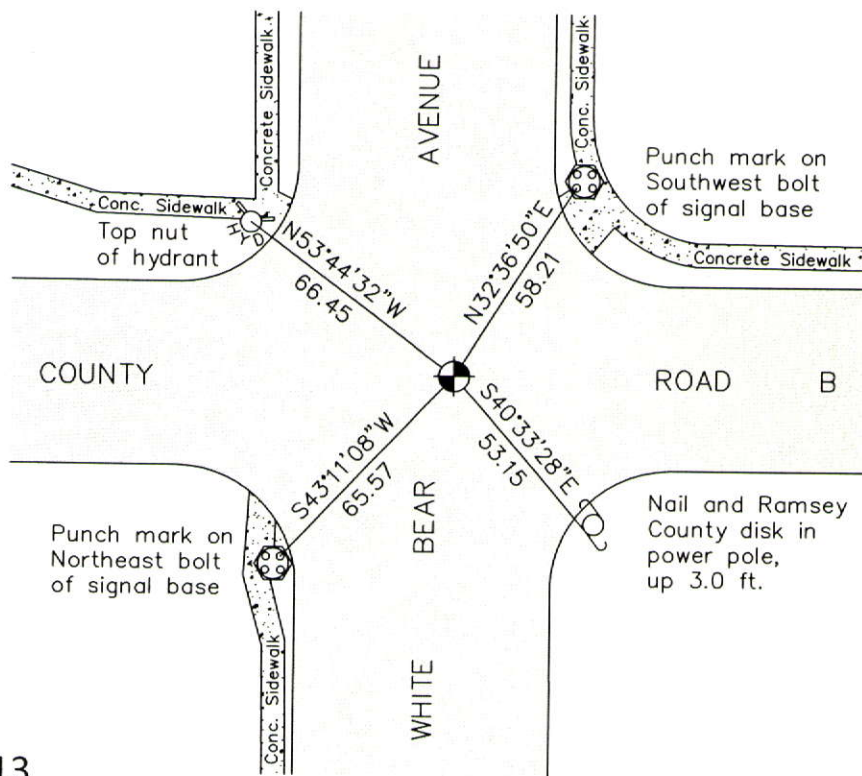 AVENUE
Concrete Sidewalk
Conc. Sidewalk
Punch mark on
Southwest bolt
of signal base
Conc. Sidewalk
HYD
Top nut
of hydrant
N53°44'32"W
66.45
N32°36'50"E
58.21
Concrete Sidewalk
COUNTY
ROAD B
S43°11'08"W
65.57
S40°33'28"E
53.15
BEAR
Punch mark on
Northeast bolt
of signal base
Nail and Ramsey
County disk in
power pole,
up 3.0 ft.
Conc. Sidewalk
WHITE